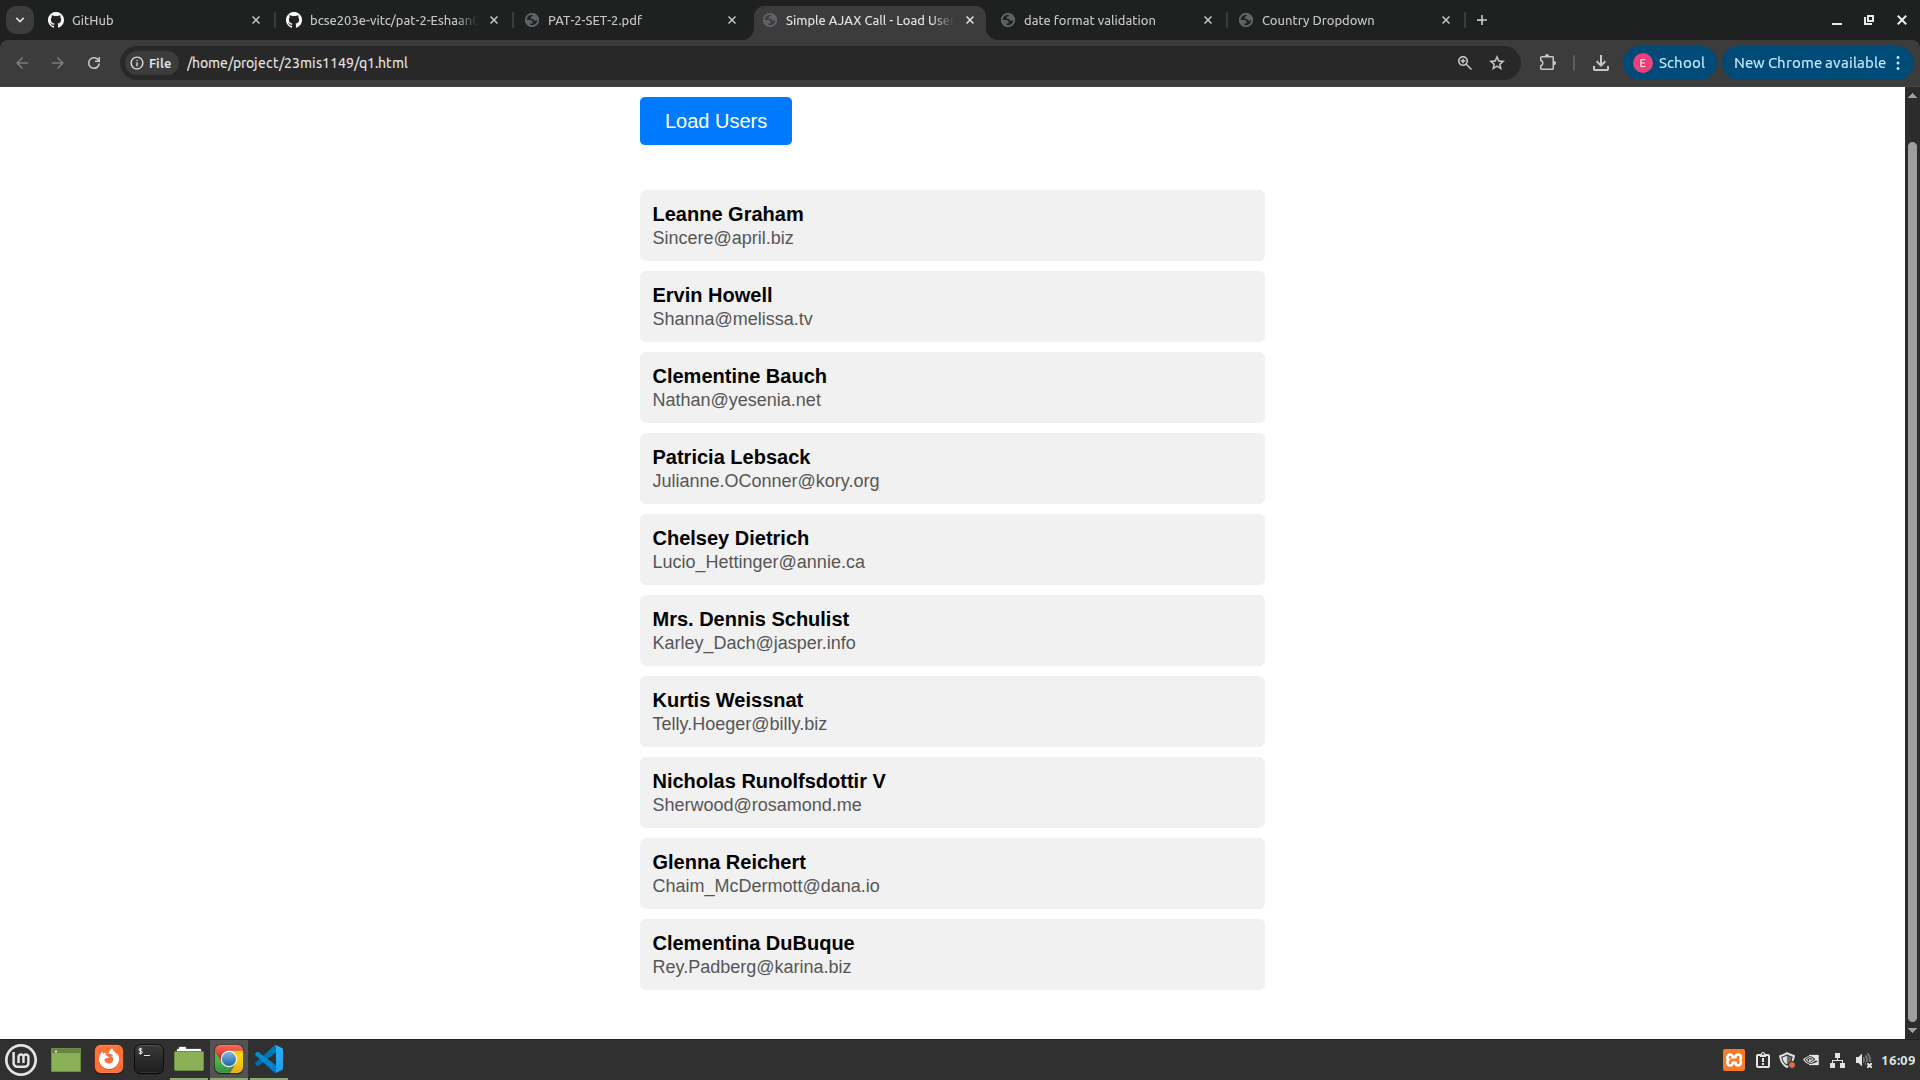 GitHub
bcse203e-vitc/pat-2-Eshaan
PAT-2-SET-2.pdf
Simple AJAX Call - Load User
date format validation
Country Dropdown
File
/home/project/23mis1149/q1.html
E
School
New Chrome available
Load Users
Leanne Graham
Sincere@april.biz
Ervin Howell
Shanna@melissa.tv
Clementine Bauch
Nathan@yesenia.net
Patricia Lebsack
Julianne.OConner@kory.org
Chelsey Dietrich
Lucio_Hettinger@annie.ca
Mrs. Dennis Schulist
Karley_Dach@jasper.info
Kurtis Weissnat
Telly.Hoeger@billy.biz
Nicholas Runolfsdottir V
Sherwood@rosamond.me
Glenna Reichert
Chaim_McDermott@dana.io
Clementina DuBuque
Rey.Padberg@karina.biz
16:09